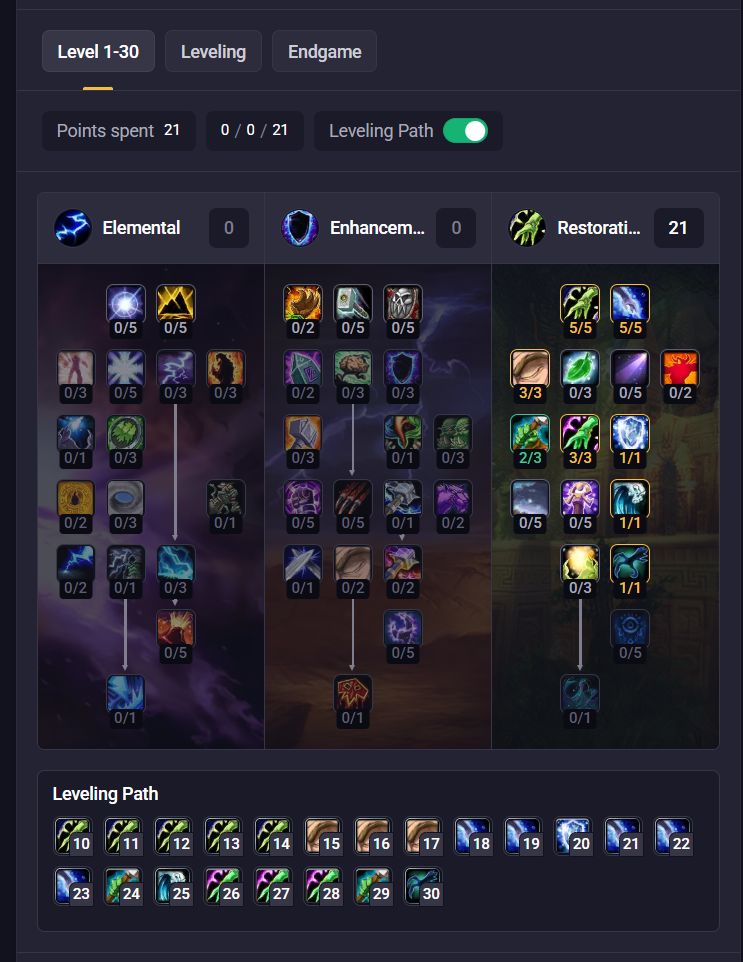 Level 1-30 Leveling Endgame
Points spent 21 0 / 0 / 21 Leveling Path
Elemental 0 Enhancem... 0 Restorati... 21
0/5 0/5 0/2 0/5 0/5 5/5 5/5
0/3 0/5 0/3 0/3 0/2 0/3 0/3 3/3 0/3 0/5 0/2
0/1 0/3 0/3 0/1 0/3 2/3 3/3 1/1
0/2 0/3 0/1 0/5 0/5 0/1 0/2 0/5 0/5 1/1
0/2 0/1 0/3 0/1 0/2 0/2 0/3 1/1
0/5 0/5 0/5
0/1 0/1 0/1
Leveling Path
10 11 12 13 14 15 16 17 18 19 20 21 22
23 24 25 26 27 28 29 30